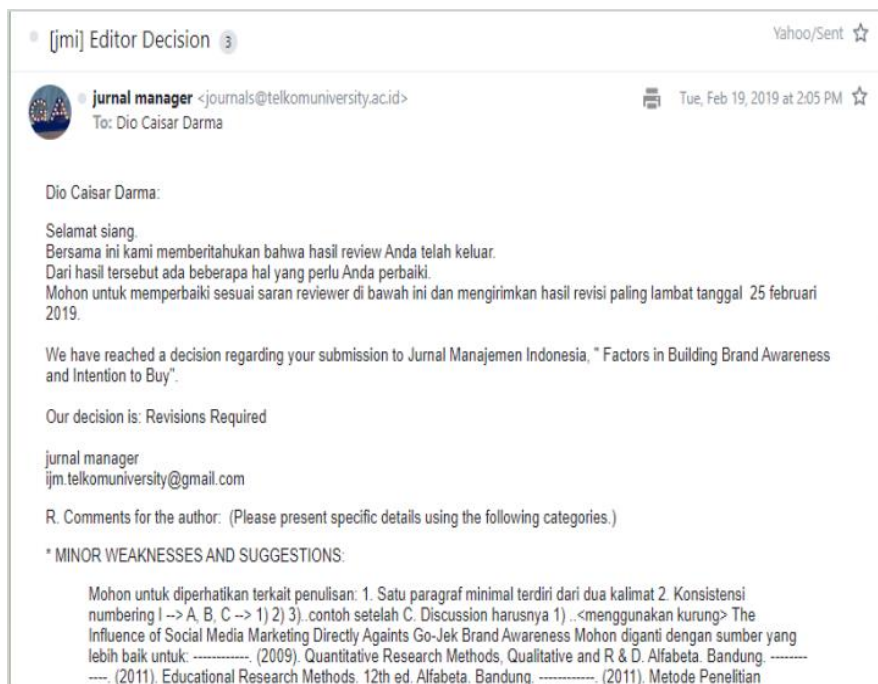 [jmi] Editor Decision 3
Yahoo/Sent
jurnal manager <journals@telkomuniversity.ac.id>
Tue, Feb 19, 2019 at 2:05 PM
To: Dio Caisar Darma
Dio Caisar Darma:
Selamat siang.
Bersama ini kami memberitahukan bahwa hasil review Anda telah keluar.
Dari hasil tersebut ada beberapa hal yang perlu Anda perbaiki.
Mohon untuk memperbaiki sesuai saran reviewer di bawah ini dan mengirimkan hasil revisi paling lambat tanggal 25 februari
2019.
We have reached a decision regarding your submission to Jurnal Manajemen Indonesia, " Factors in Building Brand Awareness
and Intention to Buy".
Our decision is: Revisions Required
jurnal manager
ijm.telkomuniversity@gmail.com
R. Comments for the author: (Please present specific details using the following categories.)
* MINOR WEAKNESSES AND SUGGESTIONS:
Mohon untuk diperhatikan terkait penulisan: 1. Satu paragraf minimal terdiri dari dua kalimat 2. Konsistensi
numbering I --> A, B, C --> 1) 2) 3)..contoh setelah C. Discussion harusnya 1) ..<menggunakan kurung> The
Influence of Social Media Marketing Directly Againts Go-Jek Brand Awareness Mohon diganti dengan sumber yang
lebih baik untuk: ------------. (2009). Quantitative Research Methods, Qualitative and R & D. Alfabeta. Bandung. --------
----. (2011). Educational Research Methods. 12th ed. Alfabeta. Bandung. ------------. (2011). Metode Penelitian